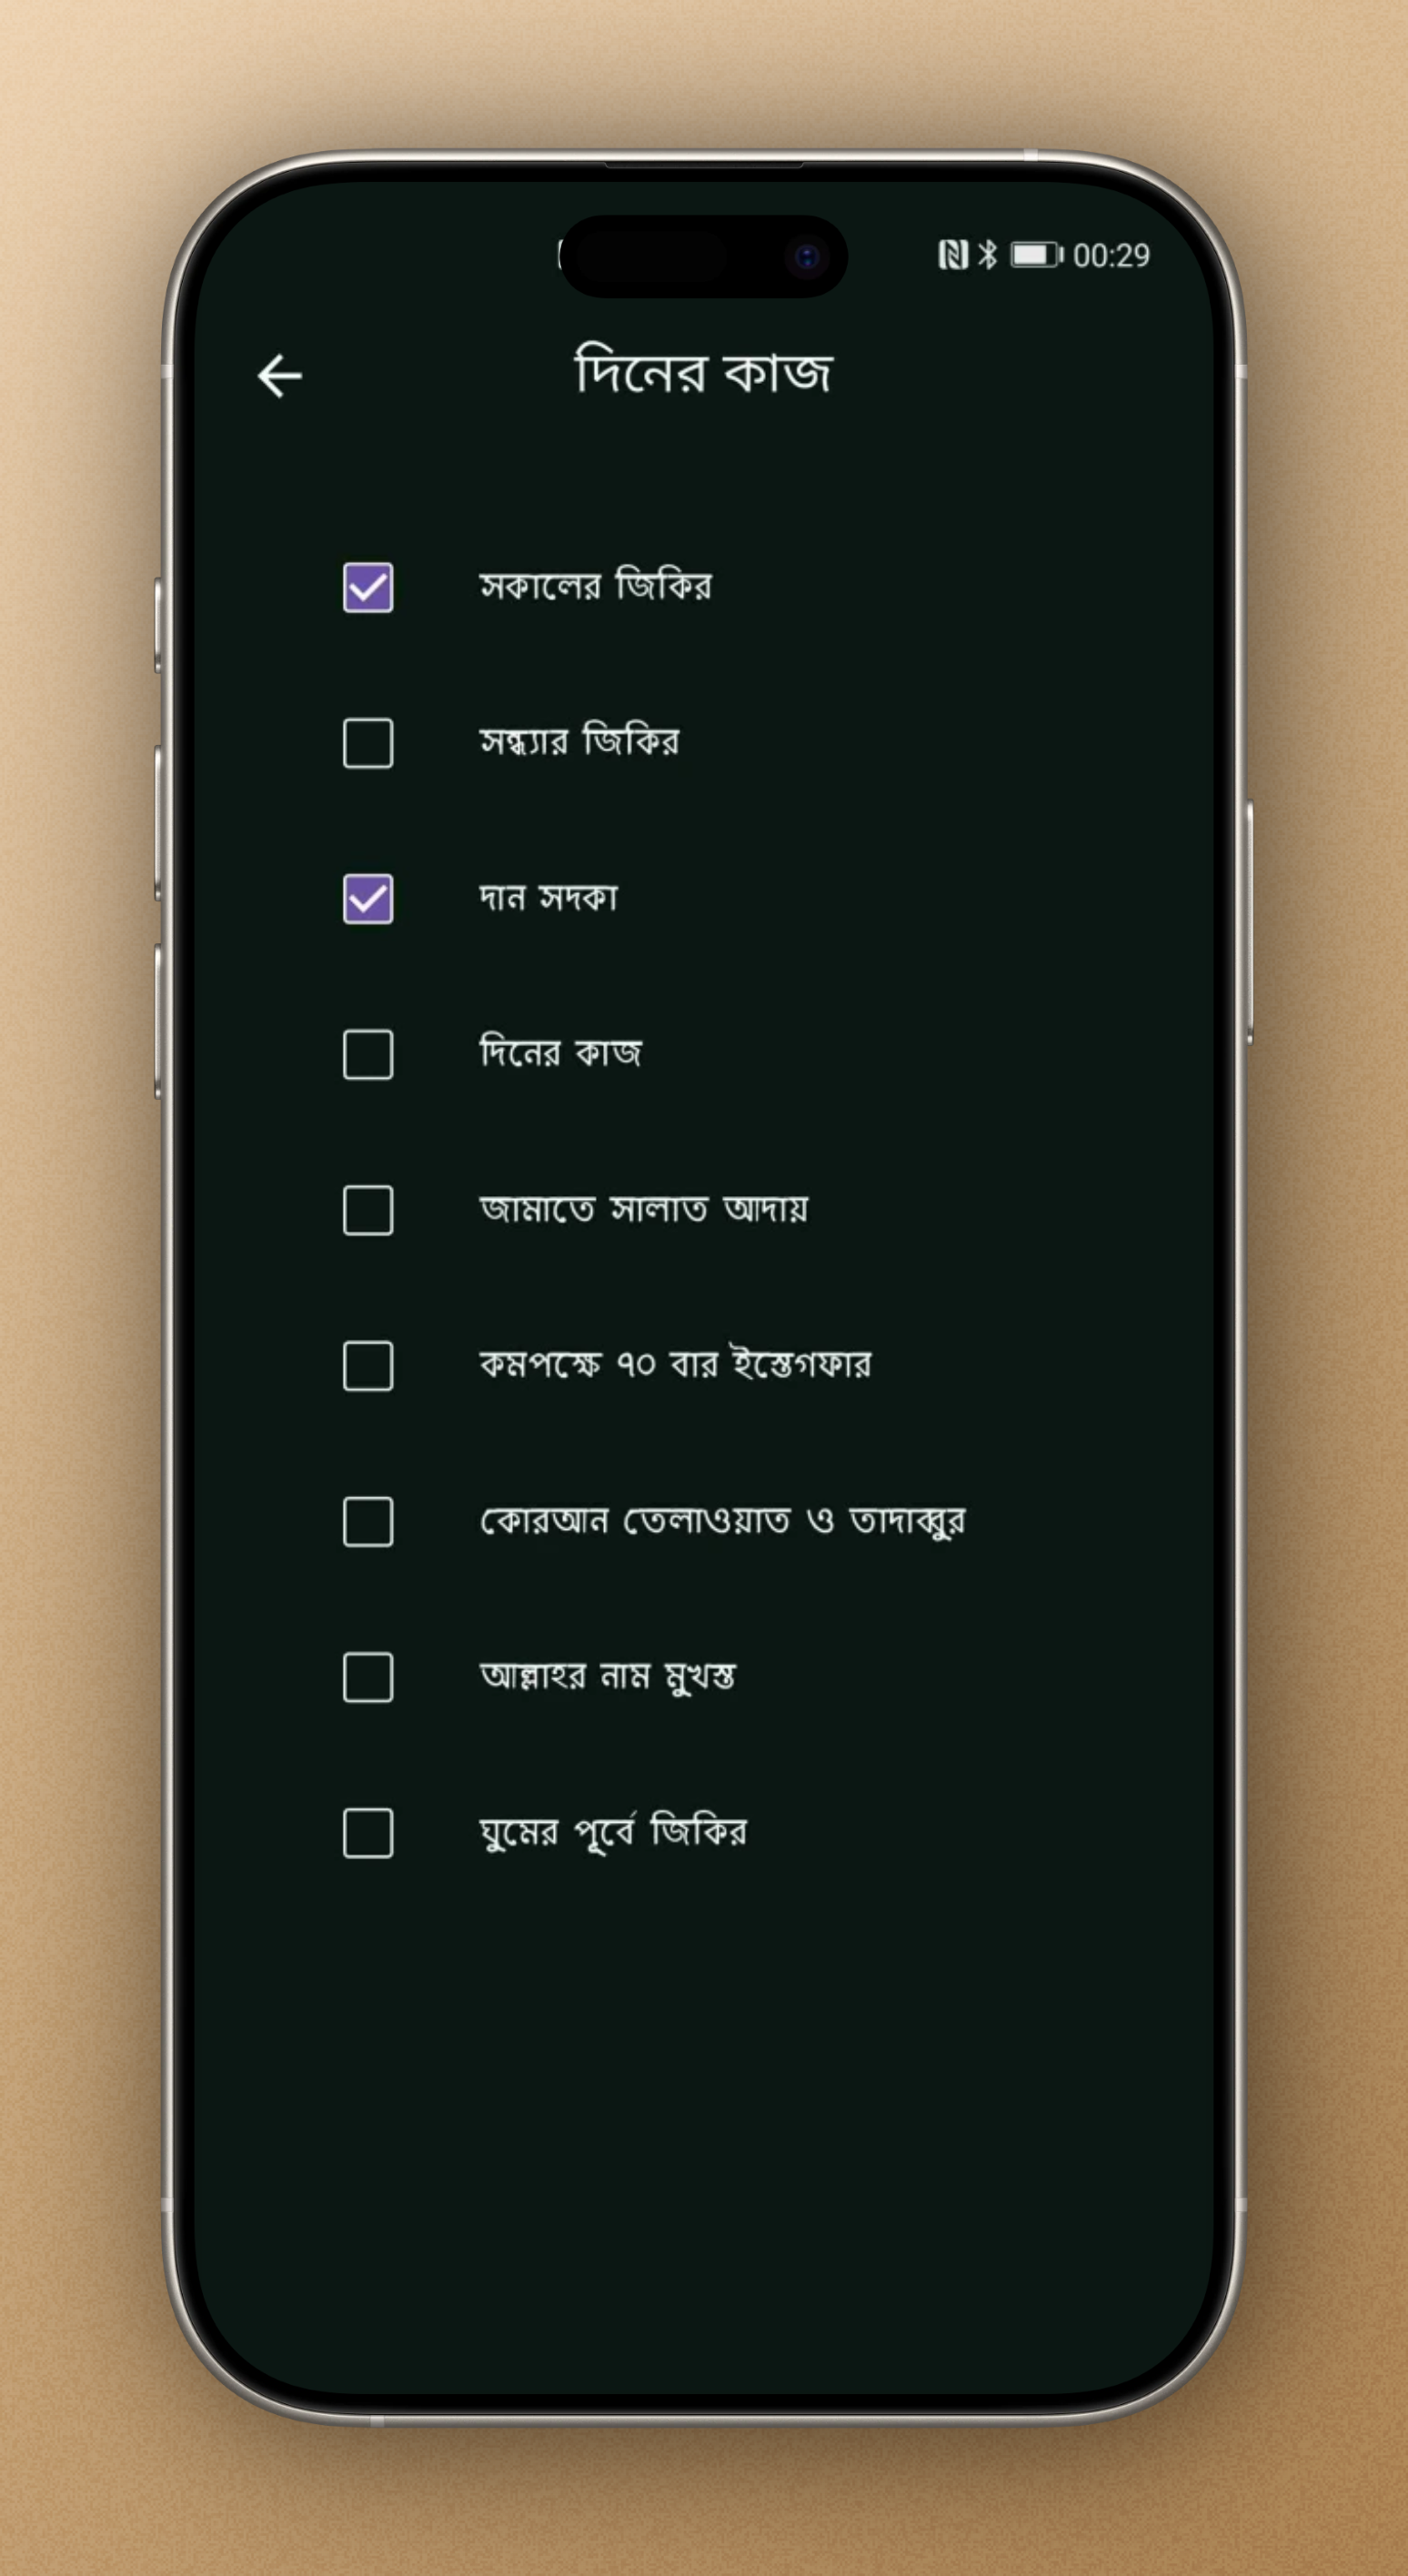 00:29
দিনের কাজ
সকালের জিকির
সন্ধ্যার জিকির
দান সদকা
দিনের কাজ
জামাতে সালাত আদায়
কমপক্ষে ৭০ বার ইস্তেগফার
কোরআন তেলাওয়াত ও তাদাব্বুর
আল্লাহর নাম মুখস্ত
ঘুমের পূর্বে জিকির